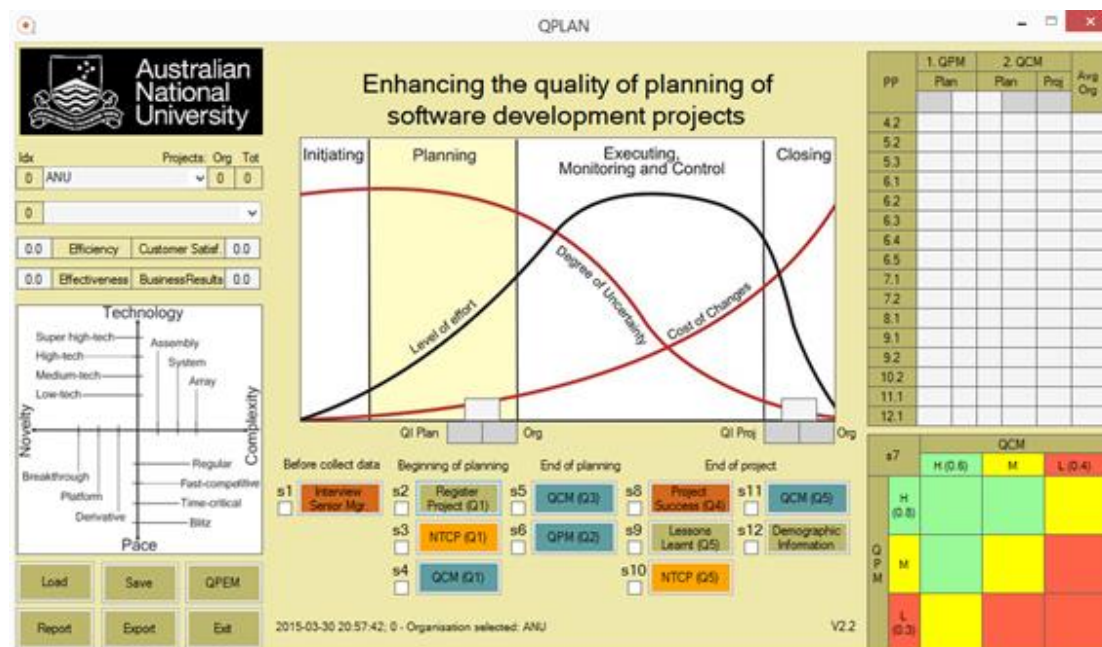 QPLAN
Australian
National
University
Idx Projects: Org Tot
0 ANU 0 0
0
0.0 Efficiency Customer Satisf. 0.0
0.0 Effectiveness BusinessResults 0.0
Technology
Super high-tech
High-tech
Medium-tech
Low-tech
Assembly
System
Array
Novelty
Complexity
Breakthrough
Platform
Derivative
Regular
Fast-competitive
Time-critical
Blitz
Pace
Load Save QPEM
Report Export Exit
Enhancing the quality of planning of
software development projects
Initiating Planning Executing, Closing
Monitoring and Control
Level of effort
Degree of Uncertainty
Cost of Changes
QI Plan Org QI Proj Org
Before collect data Beginning of planning End of planning End of project
s1 Interview Senior Mgr.
s2 Register Project (Q1)
s3 NTCP (Q1)
s4 QCM (Q1)
s5 QCM (Q3)
s6 QPM (Q2)
s8 Project Success (Q4)
s9 Lessons Learnt (Q5)
s10 NTCP (Q5)
s11 QCM (Q5)
s12 Demographic Information
2015-03-30 20:57:42; 0 - Organisation selected: ANU V2.2
PP 1. QPM 2. QCM Avg Org
Plan Plan Proj
4.2
5.2
5.3
6.1
6.2
6.3
6.4
6.5
7.1
7.2
8.1
9.1
9.2
10.2
11.1
12.1
s7 QCM
H (0.6) M L (0.4)
QPM
H (0.8)
M
L (0.3)